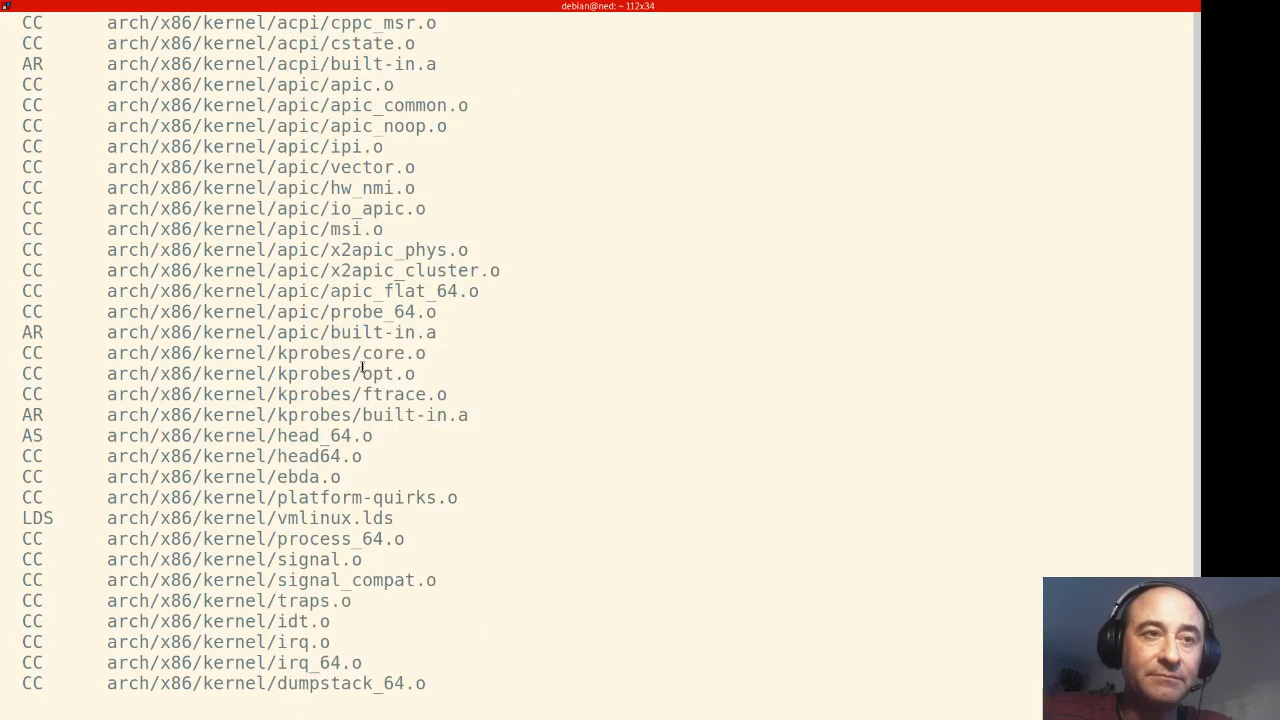 debian@ned: ~ 112x34
CC arch/x86/kernel/acpi/cppc_msr.o
CC arch/x86/kernel/acpi/cstate.o
AR arch/x86/kernel/acpi/built-in.a
CC arch/x86/kernel/apic/apic.o
CC arch/x86/kernel/apic/apic_common.o
CC arch/x86/kernel/apic/apic_noop.o
CC arch/x86/kernel/apic/ipi.o
CC arch/x86/kernel/apic/vector.o
CC arch/x86/kernel/apic/hw_nmi.o
CC arch/x86/kernel/apic/io_apic.o
CC arch/x86/kernel/apic/msi.o
CC arch/x86/kernel/apic/x2apic_phys.o
CC arch/x86/kernel/apic/x2apic_cluster.o
CC arch/x86/kernel/apic/apic_flat_64.o
CC arch/x86/kernel/apic/probe_64.o
AR arch/x86/kernel/apic/built-in.a
CC arch/x86/kernel/kprobes/core.o
CC arch/x86/kernel/kprobes/opt.o
CC arch/x86/kernel/kprobes/ftrace.o
AR arch/x86/kernel/kprobes/built-in.a
AS arch/x86/kernel/head_64.o
CC arch/x86/kernel/head64.o
CC arch/x86/kernel/ebda.o
CC arch/x86/kernel/platform-quirks.o
LDS arch/x86/kernel/vmlinux.lds
CC arch/x86/kernel/process_64.o
CC arch/x86/kernel/signal.o
CC arch/x86/kernel/signal_compat.o
CC arch/x86/kernel/traps.o
CC arch/x86/kernel/idt.o
CC arch/x86/kernel/irq.o
CC arch/x86/kernel/irq_64.o
CC arch/x86/kernel/dumpstack_64.o